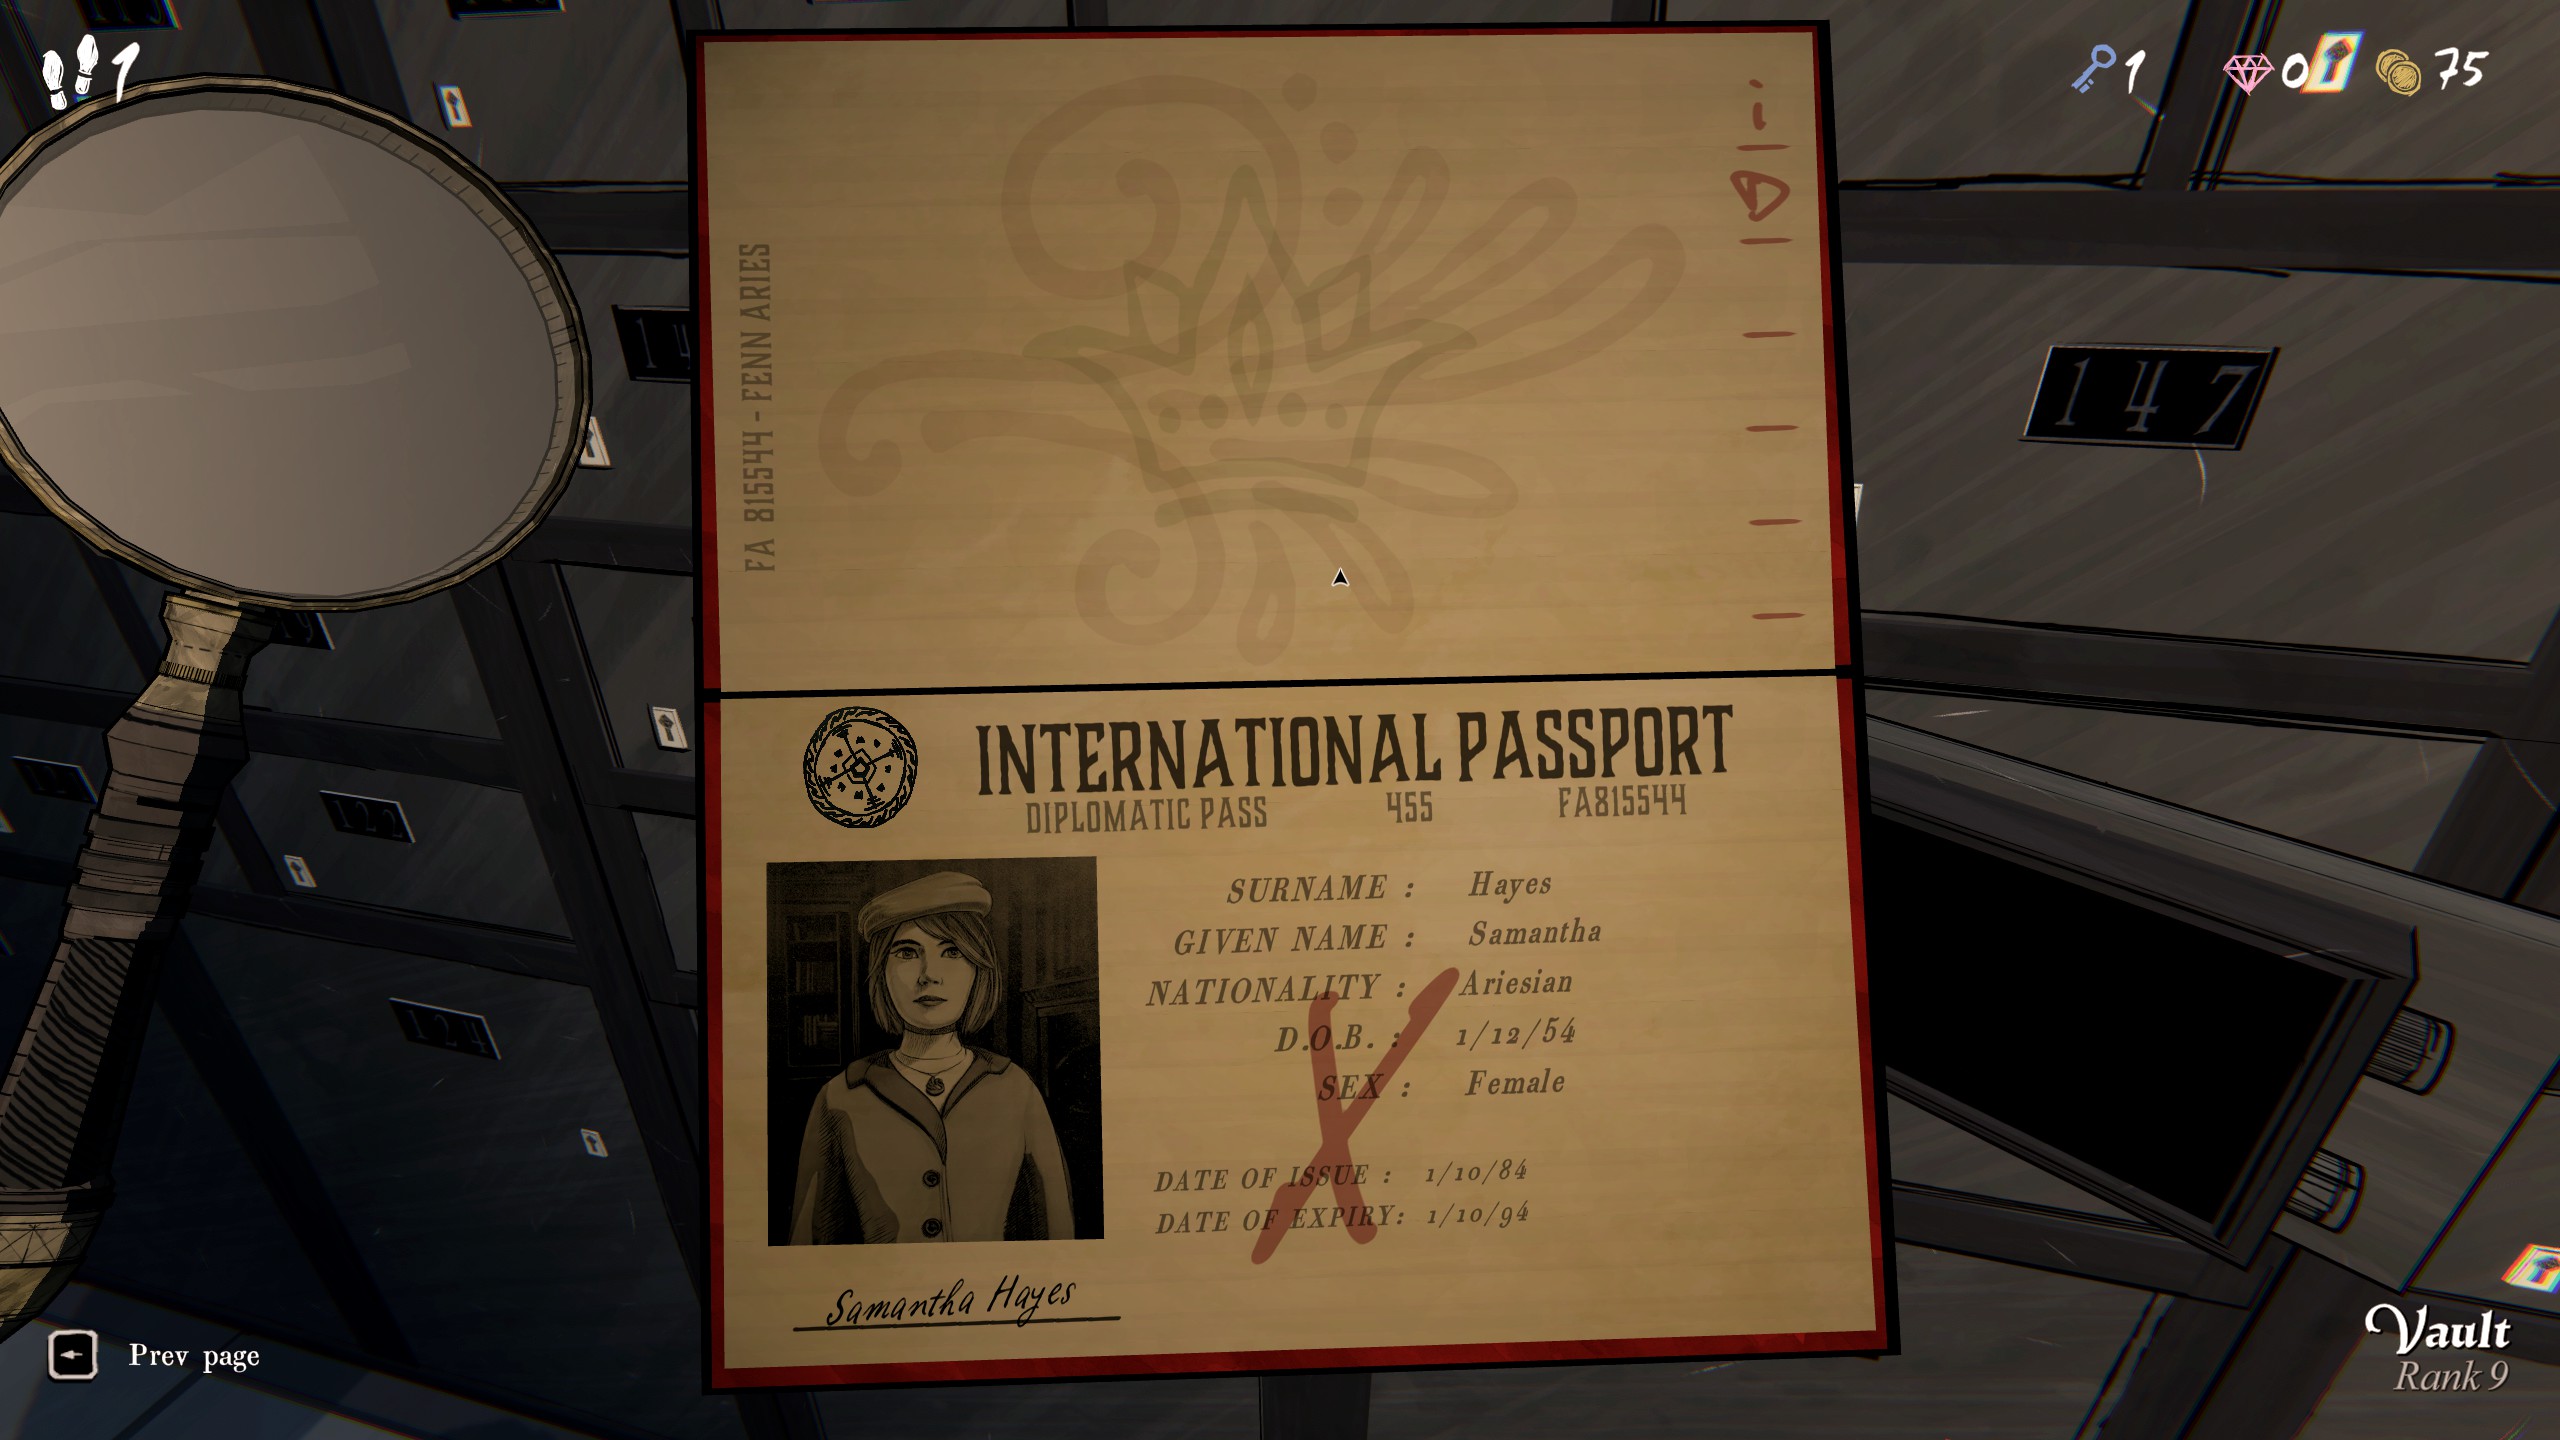 1
1
0
75
FA 815544 - FENN ARIES
147
INTERNATIONAL PASSPORT
DIPLOMATIC PASS 455 FA815544
SURNAME : Hayes
GIVEN NAME : Samantha
NATIONALITY : Ariesian
D.O.B. : 1/12/54
SEX : Female
DATE OF ISSUE : 1/10/84
DATE OF EXPIRY: 1/10/94
Samantha Hayes
122
124
Prev page
Vault
Rank 9